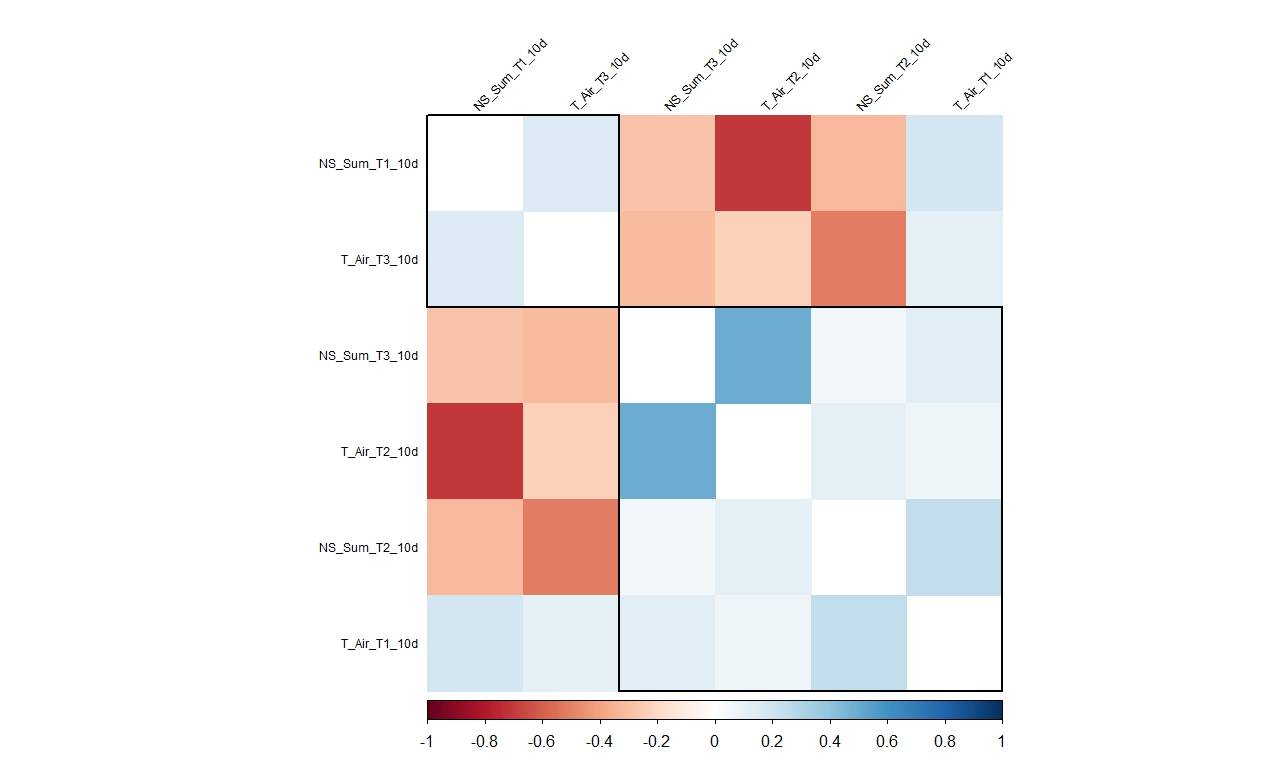 NS_Sum_T1_10d
T_Air_T3_10d
NS_Sum_T3_10d
T_Air_T2_10d
NS_Sum_T2_10d
T_Air_T1_10d
NS_Sum_T1_10d
T_Air_T3_10d
NS_Sum_T3_10d
T_Air_T2_10d
NS_Sum_T2_10d
T_Air_T1_10d
-1 -0.8 -0.6 -0.4 -0.2 0 0.2 0.4 0.6 0.8 1